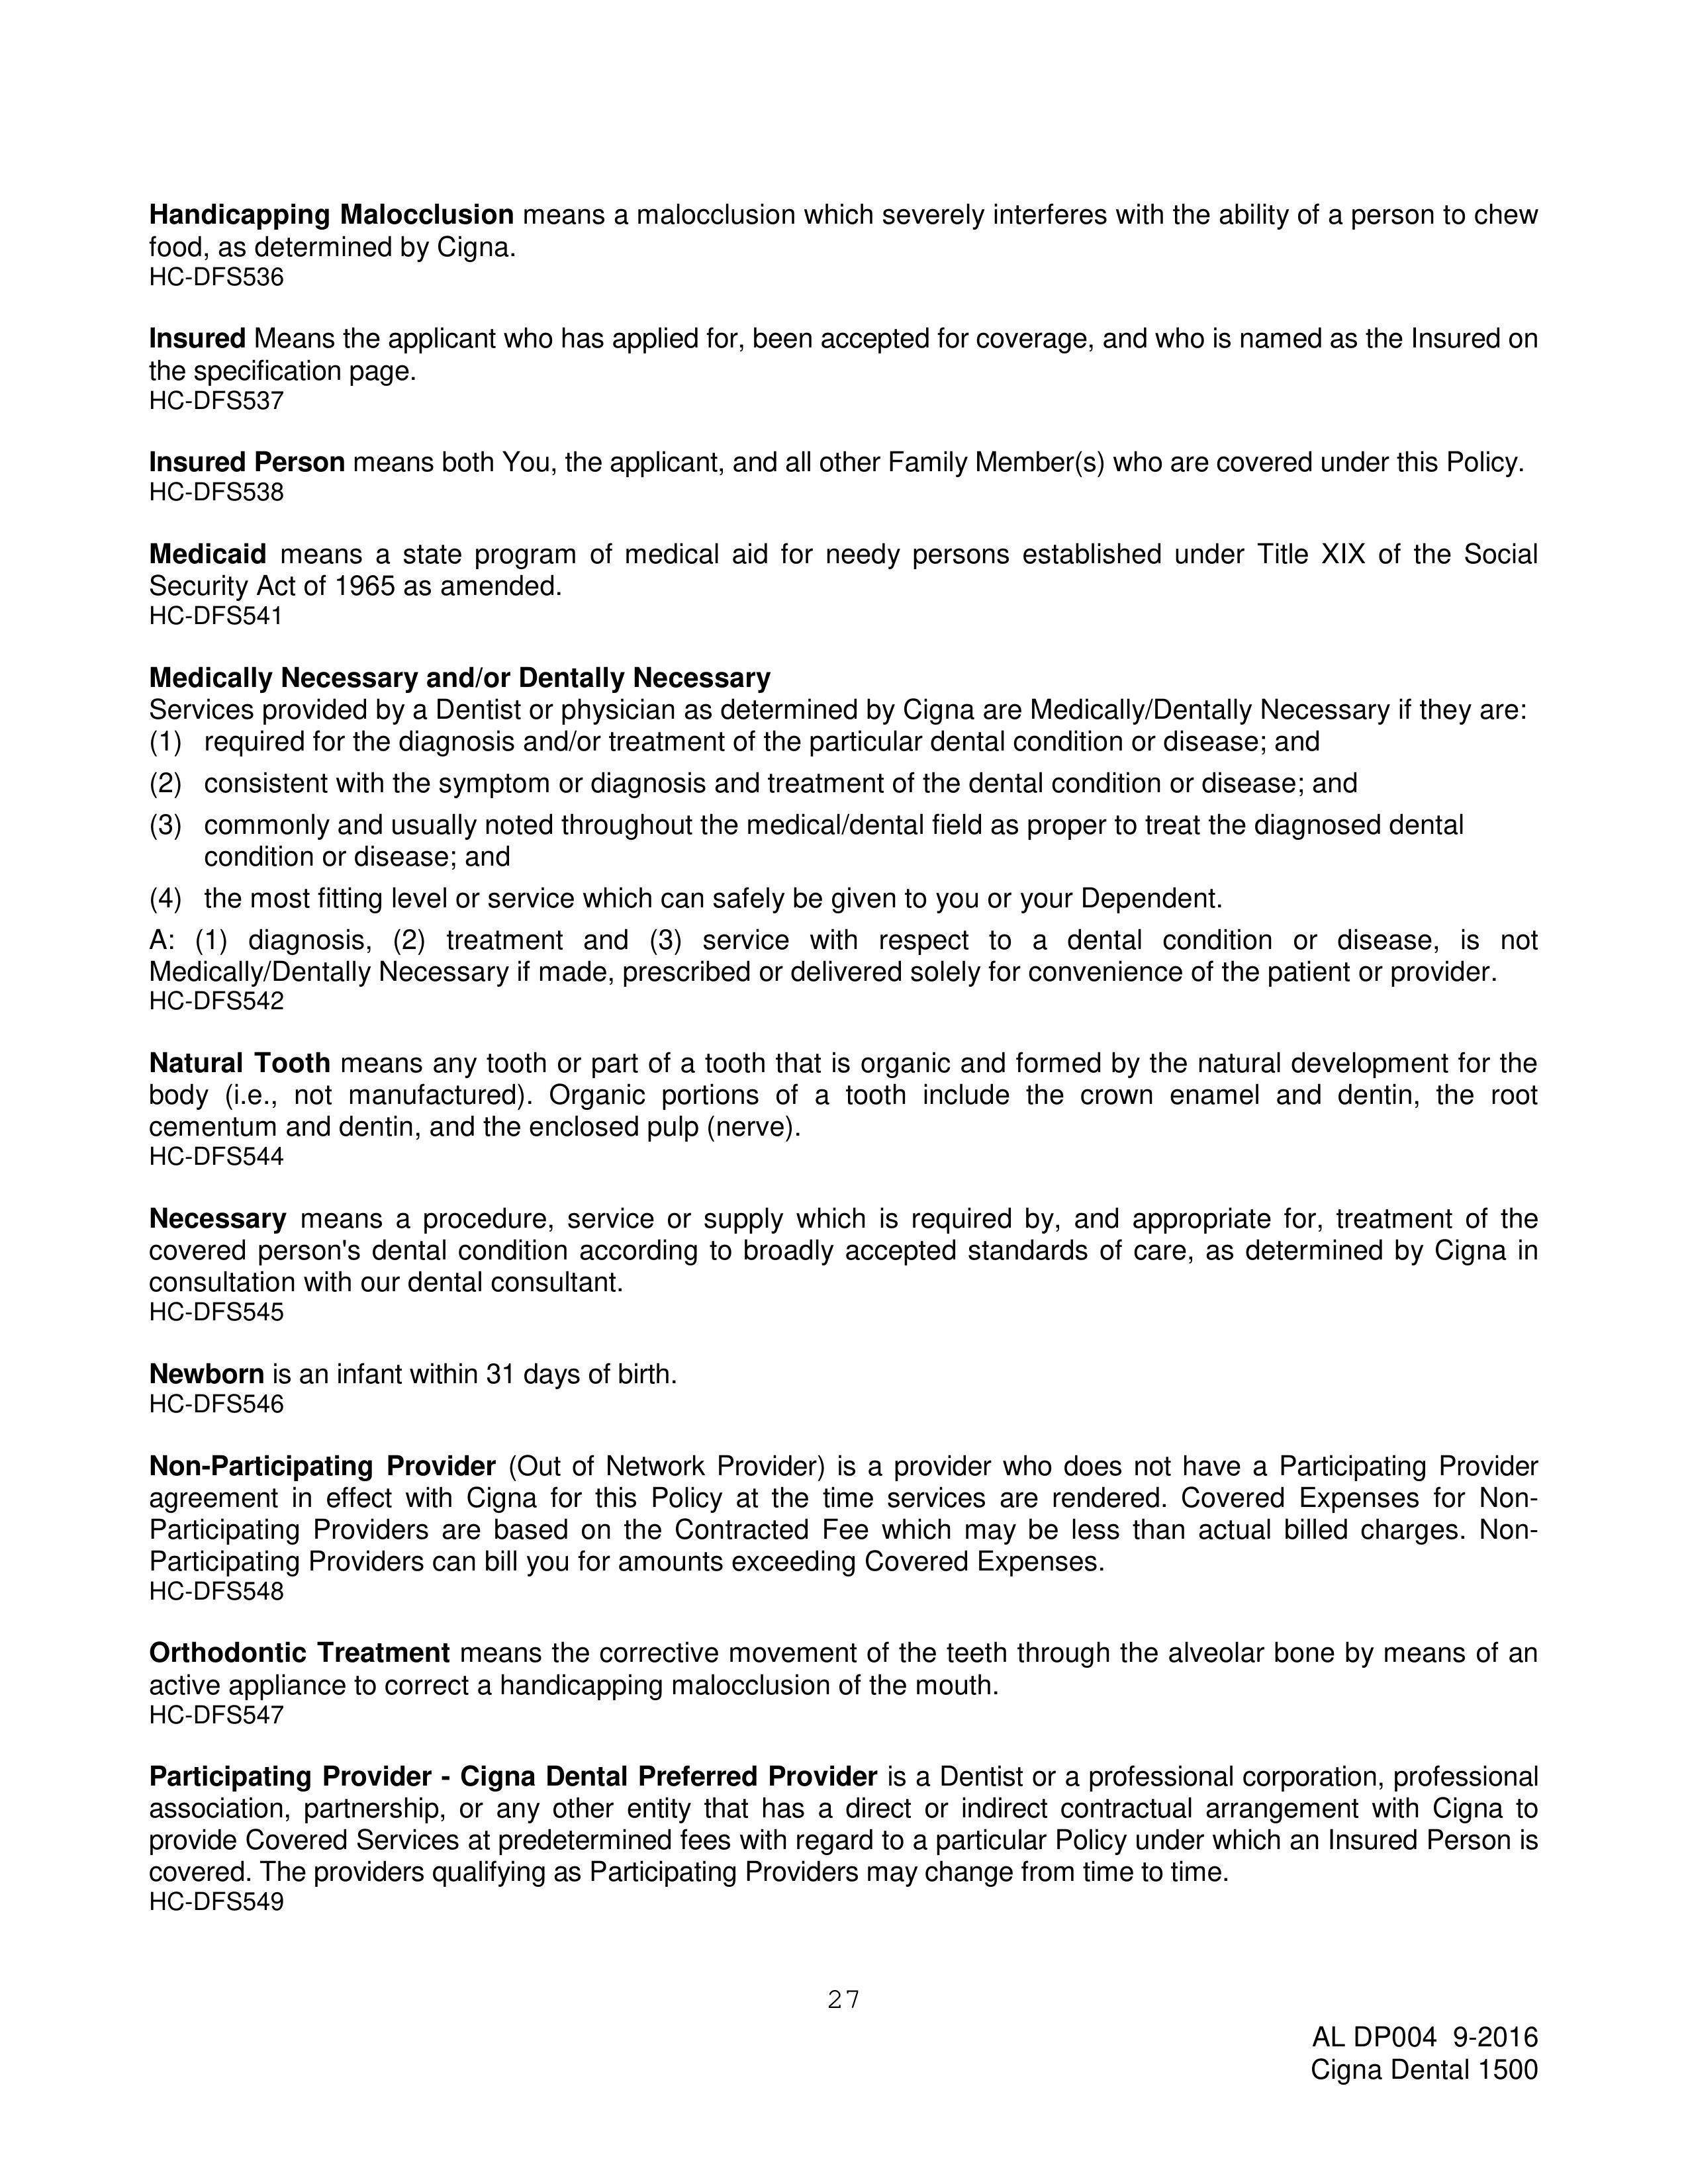 Handicapping Malocclusion means a malocclusion which severely interferes with the ability of a person to chew
food, as determined by Cigna.
HC-DFS536
Insured Means the applicant who has applied for, been accepted for coverage, and who is named as the Insured on
the specification page.
HC-DFS537
Insured Person means both You, the applicant, and all other Family Member(s) who are covered under this Policy.
HC-DFS538
Medicaid means a state program of medical aid for needy persons established under Title XIX of the Social
Security Act of 1965 as amended.
HC-DFS541
Medically Necessary and/or Dentally Necessary
Services provided by a Dentist or physician as determined by Cigna are Medically/Dentally Necessary if they are:
(1) required for the diagnosis and/or treatment of the particular dental condition or disease; and
(2) consistent with the symptom or diagnosis and treatment of the dental condition or disease; and
(3) commonly and usually noted throughout the medical/dental field as proper to treat the diagnosed dental
condition or disease; and
(4) the most fitting level or service which can safely be given to you or your Dependent.
A: (1) diagnosis, (2) treatment and (3) service with respect to a dental condition or disease, is not
Medically/Dentally Necessary if made, prescribed or delivered solely for convenience of the patient or provider.
HC-DFS542
Natural Tooth means any tooth or part of a tooth that is organic and formed by the natural development for the
body (i.e., not manufactured). Organic portions of a tooth include the crown enamel and dentin, the root
cementum and dentin, and the enclosed pulp (nerve).
HC-DFS544
Necessary means a procedure, service or supply which is required by, and appropriate for, treatment of the
covered person's dental condition according to broadly accepted standards of care, as determined by Cigna in
consultation with our dental consultant.
HC-DFS545
Newborn is an infant within 31 days of birth.
HC-DFS546
Non-Participating Provider (Out of Network Provider) is a provider who does not have a Participating Provider
agreement in effect with Cigna for this Policy at the time services are rendered. Covered Expenses for Non-
Participating Providers are based on the Contracted Fee which may be less than actual billed charges. Non-
Participating Providers can bill you for amounts exceeding Covered Expenses.
HC-DFS548
Orthodontic Treatment means the corrective movement of the teeth through the alveolar bone by means of an
active appliance to correct a handicapping malocclusion of the mouth.
HC-DFS547
Participating Provider - Cigna Dental Preferred Provider is a Dentist or a professional corporation, professional
association, partnership, or any other entity that has a direct or indirect contractual arrangement with Cigna to
provide Covered Services at predetermined fees with regard to a particular Policy under which an Insured Person is
covered. The providers qualifying as Participating Providers may change from time to time.
HC-DFS549
27
AL DP004 9-2016
Cigna Dental 1500